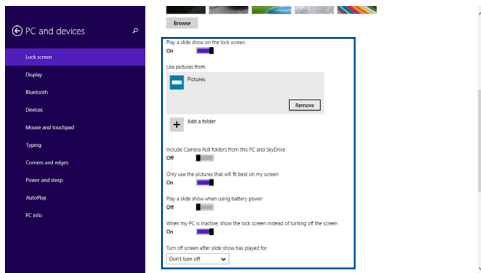 PC and devices
Lock screen
Display
Bluetooth
Devices
Mouse and touchpad
Typing
Corners and edges
Power and sleep
AutoPlay
PC info
Browse
Play a slide show on the lock screen
On
Use pictures from
Pictures
Remove
Add a folder
Include Camera Roll folders from this PC and SkyDrive
Off
Only use the pictures that will fit best on my screen
On
Play a slide show when using battery power
Off
When my PC is inactive, show the lock screen instead of turning off the screen
On
Turn off screen after slide show has played for
Don't turn off